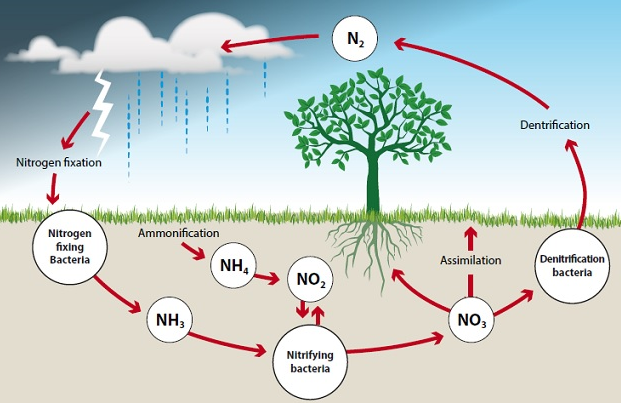 N₂
Dentrification
Nitrogen fixation
Nitrogen
fixing
Bacteria
Ammonification
NH₄
NO₂
Assimilation
Denitrification
bacteria
NH₃
NO₃
Nitrifying
bacteria